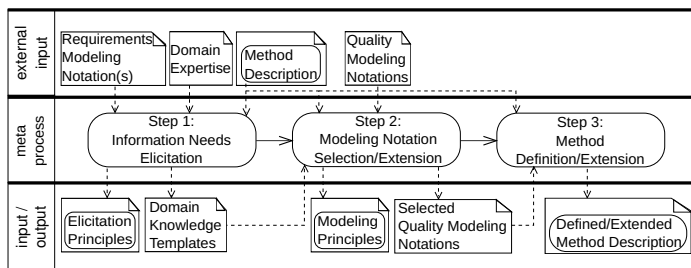 external
input
Requirements
Modeling
Notation(s)
Domain
Expertise
Method
Description
Quality
Modeling
Notations
meta
process
Step 1:
Information Needs
Elicitation
Step 2:
Modeling Notation
Selection/Extension
Step 3:
Method
Definition/Extension
input /
output
Elicitation
Principles
Domain
Knowledge
Templates
Modeling
Principles
Selected
Quality Modeling
Notations
Defined/Extended
Method Description